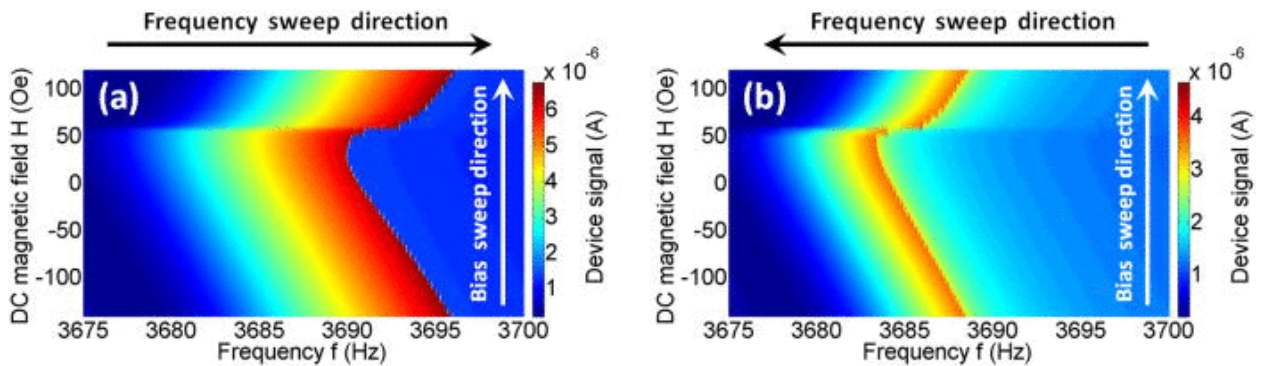 Frequency sweep direction
x 10-6
(a)
DC magnetic field H (Oe)
100
50
0
-50
-100
Bias sweep direction
6
5
4
3
2
1
Device signal (A)
3675 3680 3685 3690 3695 3700
Frequency f (Hz)
Frequency sweep direction
x 10-6
(b)
DC magnetic field H (Oe)
100
50
0
-50
-100
Bias sweep direction
4
3
2
1
Device signal (A)
3675 3680 3685 3690 3695 3700
Frequency f (Hz)